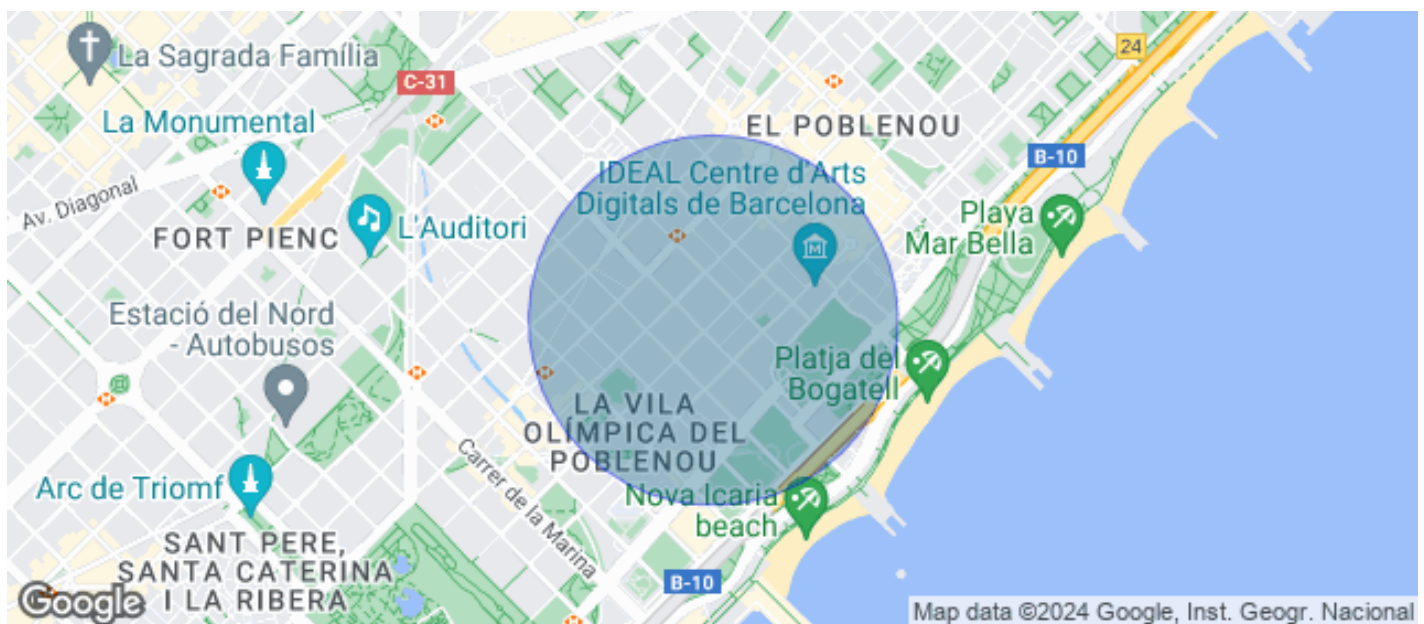 La Sagrada Família
C-31
24
La Monumental
EL POBLENOU
B-10
IDEAL Centre d'Arts
Digitals de Barcelona
Av. Diagonal
L'Auditori
FORT PIENC
Playa
Mar Bella
Estació del Nord
- Autobusos
Platja del
Bogatell
LA VILA
OLÍMPICA DEL
POBLENOU
Carrer de la Marina
Arc de Triomf
Nova Icaria
beach
SANT PERE,
SANTA CATERINA
I LA RIBERA
B-10
Google
Map data ©2024 Google, Inst. Geogr. Nacional